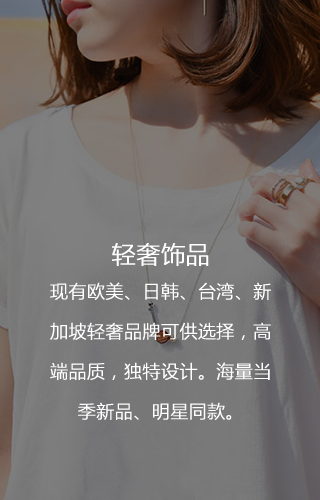 轻奢饰品
现有欧美、日韩、台湾、新
加坡轻奢品牌可供选择，高
端品质，独特设计。海量当
季新品、明星同款。